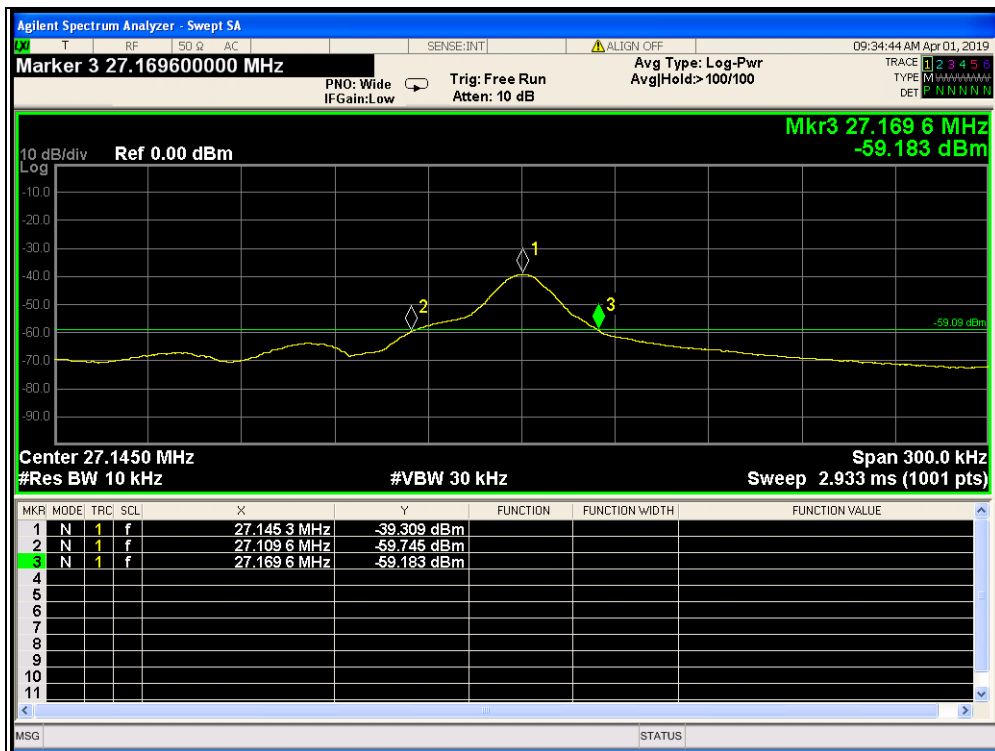 Agilent Spectrum Analyzer - Swept SA
LXI T RF 50 Ω AC SENSE:INT ALIGN OFF 09:34:44 AM Apr 01, 2019
Marker 3 27.169600000 MHz
PNO: Wide Trig: Free Run Avg Type: Log-Pwr TRACE 1 2 3 4 5 6
IFGain:Low Atten: 10 dB Avg|Hold:>100/100 TYPE M
DET P N N N N N
Mkr3 27.169 6 MHz
10 dB/div Ref 0.00 dBm -59.183 dBm
Log
-10.0
-20.0
-30.0
1
-40.0
-50.0
2
3
-59.09 dBm
-60.0
-70.0
-80.0
-90.0
Center 27.1450 MHz Span 300.0 kHz
#Res BW 10 kHz #VBW 30 kHz Sweep 2.933 ms (1001 pts)
MKR MODE TRC SCL X Y FUNCTION FUNCTION WIDTH FUNCTION VALUE
1 N 1 f 27.145 3 MHz -39.309 dBm
2 N 1 f 27.109 6 MHz -59.745 dBm
3 N 1 f 27.169 6 MHz -59.183 dBm
4
5
6
7
8
9
10
11
MSG STATUS